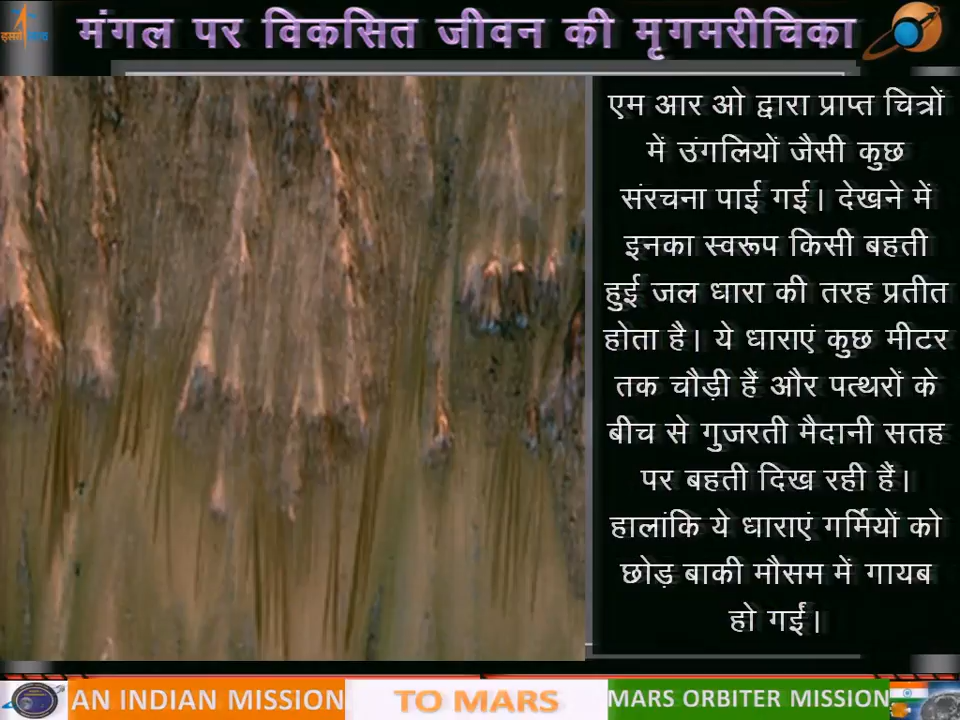 मंगल पर विकसित जीवन की मृगमरीचिका
एम आर ओ द्वारा प्राप्त चित्रों
में उंगलियों जैसी कुछ
संरचना पाई गई। देखने में
इनका स्वरूप किसी बहती
हुई जल धारा की तरह प्रतीत
होता है। ये धाराएं कुछ मीटर
तक चौड़ी हैं और पत्थरों के
बीच से गुजरती मैदानी सतह
पर बहती दिख रही हैं।
हालांकि ये धाराएं गर्मियों को
छोड़ बाकी मौसम में गायब
हो गईं।
AN INDIAN MISSION TO MARS MARS ORBITER MISSION